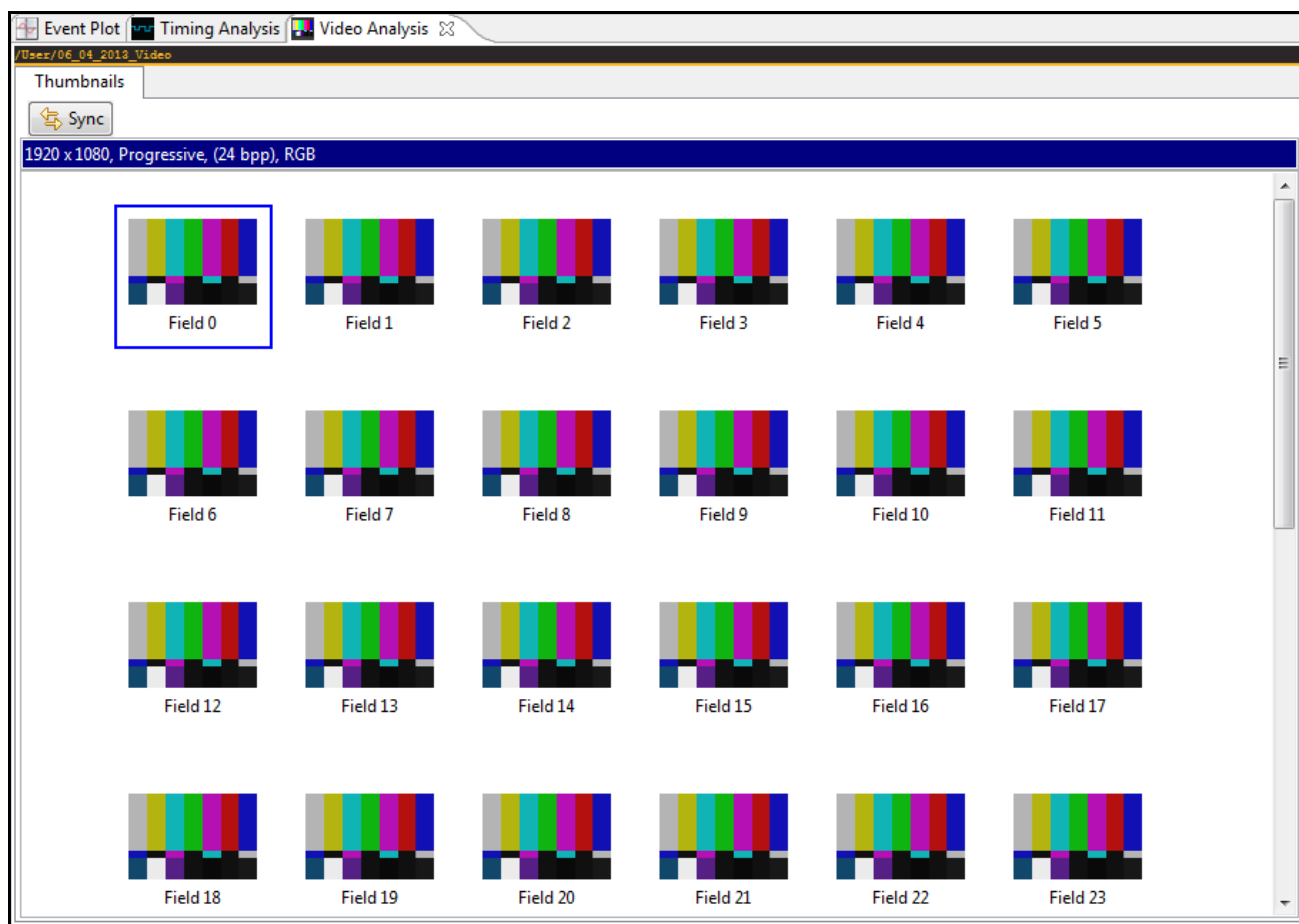 Event Plot Timing Analysis Video Analysis
/User/06_04_2013_Video
Thumbnails
Sync
1920 x 1080, Progressive, (24 bpp), RGB
Field 0 Field 1 Field 2 Field 3 Field 4 Field 5
Field 6 Field 7 Field 8 Field 9 Field 10 Field 11
Field 12 Field 13 Field 14 Field 15 Field 16 Field 17
Field 18 Field 19 Field 20 Field 21 Field 22 Field 23